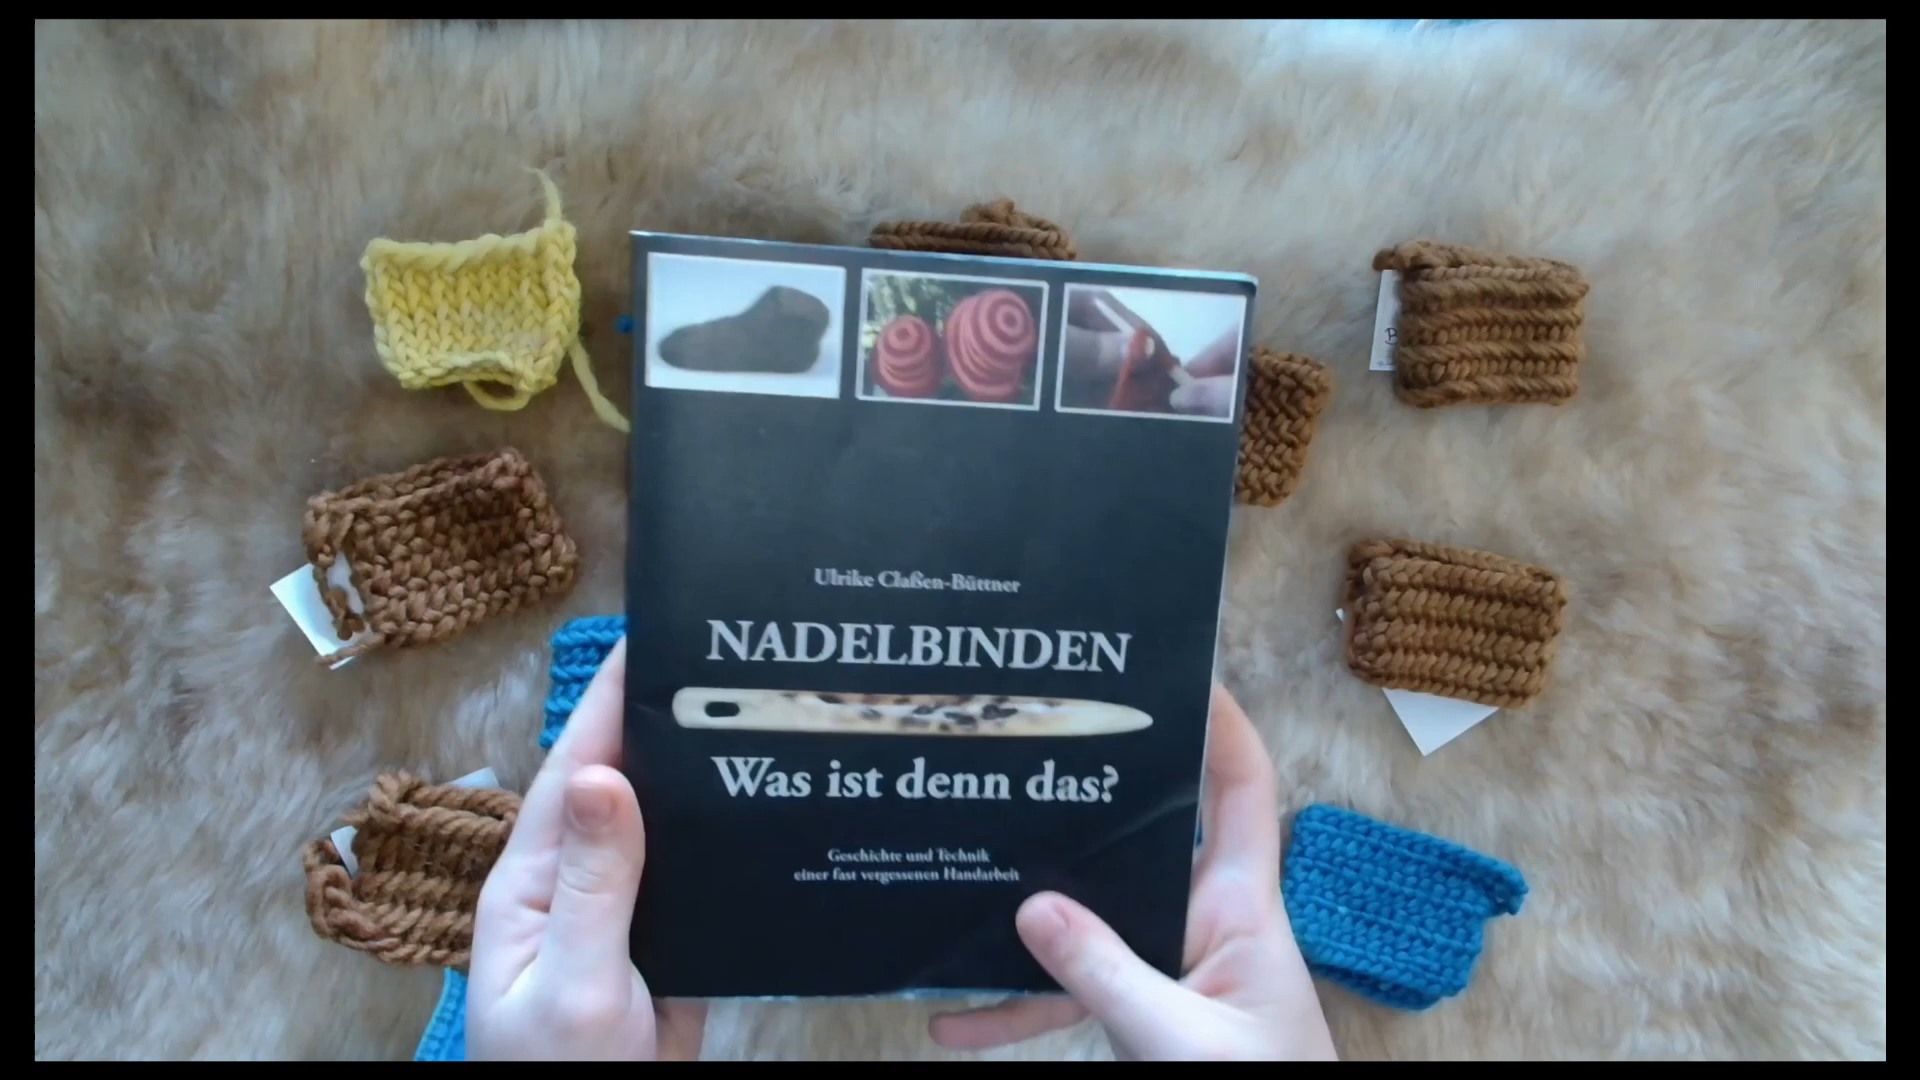 Ulrike Claßen-Büttner
NADELBINDEN
Was ist denn das?
Geschichte und Technik
einer fast vergessenen Handarbeit
B